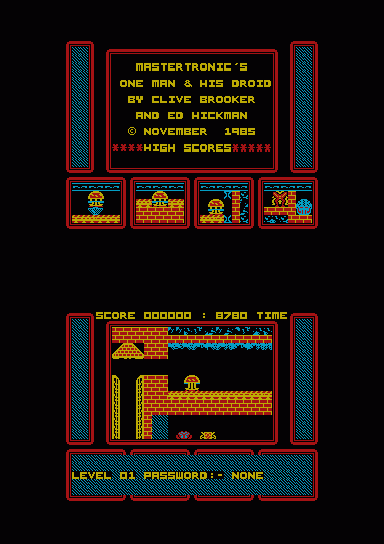 MASTERTRONIC'S
ONE MAN & HIS DROID
BY CLIVE BROOKER
AND ED HICKMAN
© NOVEMBER 1985
****HIGH SCORES*****
SCORE 000000 : 8780 TIME
LEVEL 01 PASSWORD:- NONE